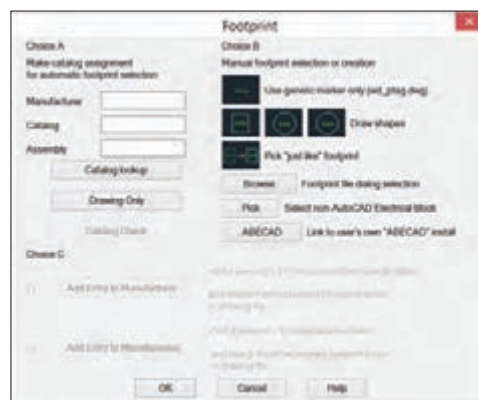 Footprint
Choice A
Make catalog assignment
for automatic footprint selection
Manufacturer
Catalog
Assembly
Catalog lookup
Drawing Only
Catalog Check
Choice B
Manual footprint selection or creation
Use generic marker only (wd_ptag.dwg)
Draw shapes
Pick "just like" footprint
Browse
Footprint file dialog selection
Pick
Select non AutoCAD Electrical block
ABECAD
Link to user's own "ABECAD" install
Choice C
Add Entry to Manufacturer
Add Entry to Miscellaneous
OK
Cancel
Help